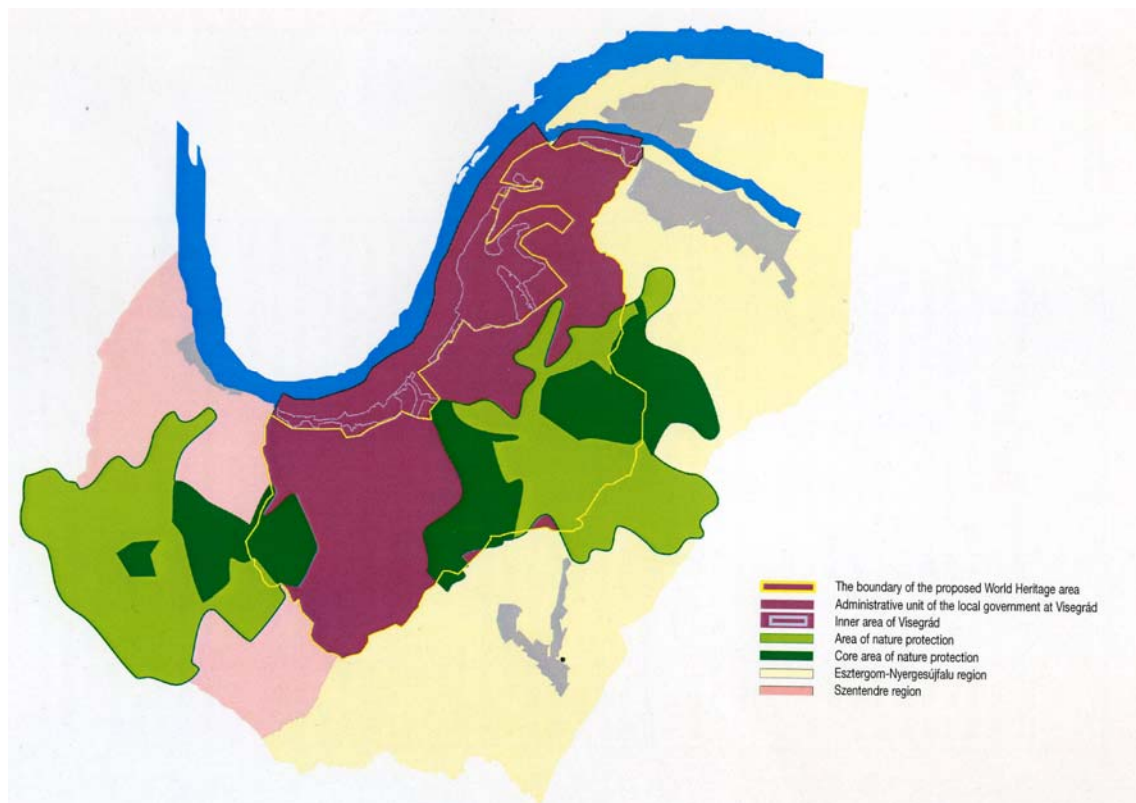 The boundary of the proposed World Heritage area
Administrative unit of the local government at Visegrád
Inner area of Visegrád
Area of nature protection
Core area of nature protection
Esztergom-Nyergesújfalu region
Szentendre region